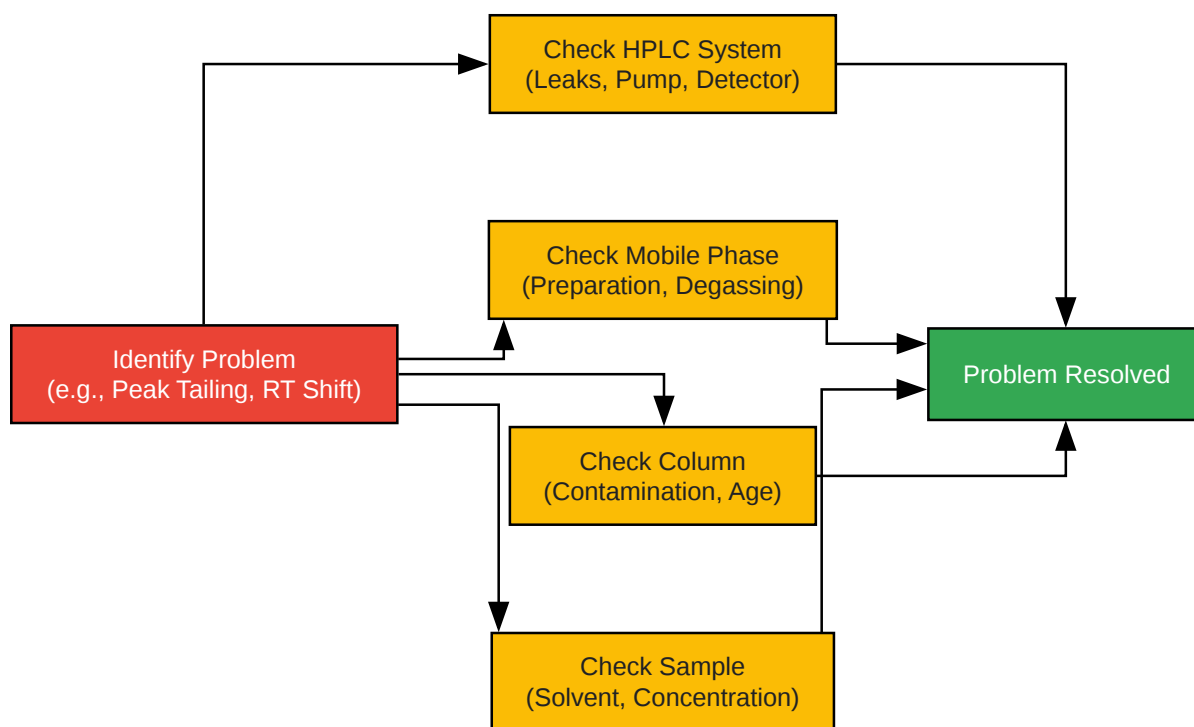 Check HPLC System
(Leaks, Pump, Detector)
Check Mobile Phase
(Preparation, Degassing)
Identify Problem
(e.g., Peak Tailing, RT Shift)
Problem Resolved
Check Column
(Contamination, Age)
Check Sample
(Solvent, Concentration)